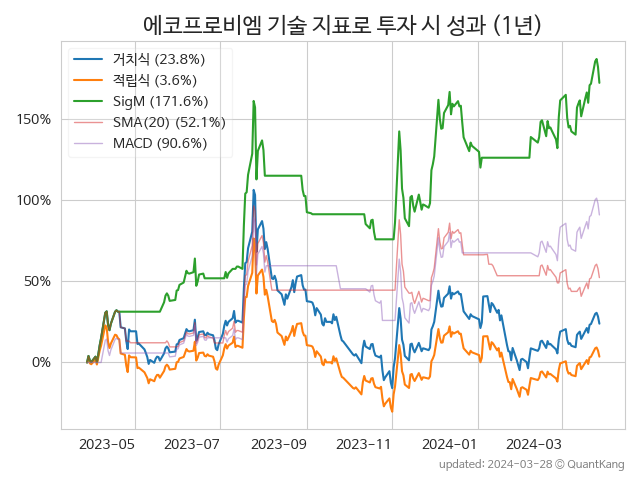 에코프로비엠 기술 지표로 투자 시 성과 (1년)
거치식 (23.8%)
적립식 (3.6%)
SigM (171.6%)
SMA(20) (52.1%)
MACD (90.6%)
150%
100%
50%
0%
2023-05 2023-07 2023-09 2023-11 2024-01 2024-03
updated: 2024-03-28 © QuantKang